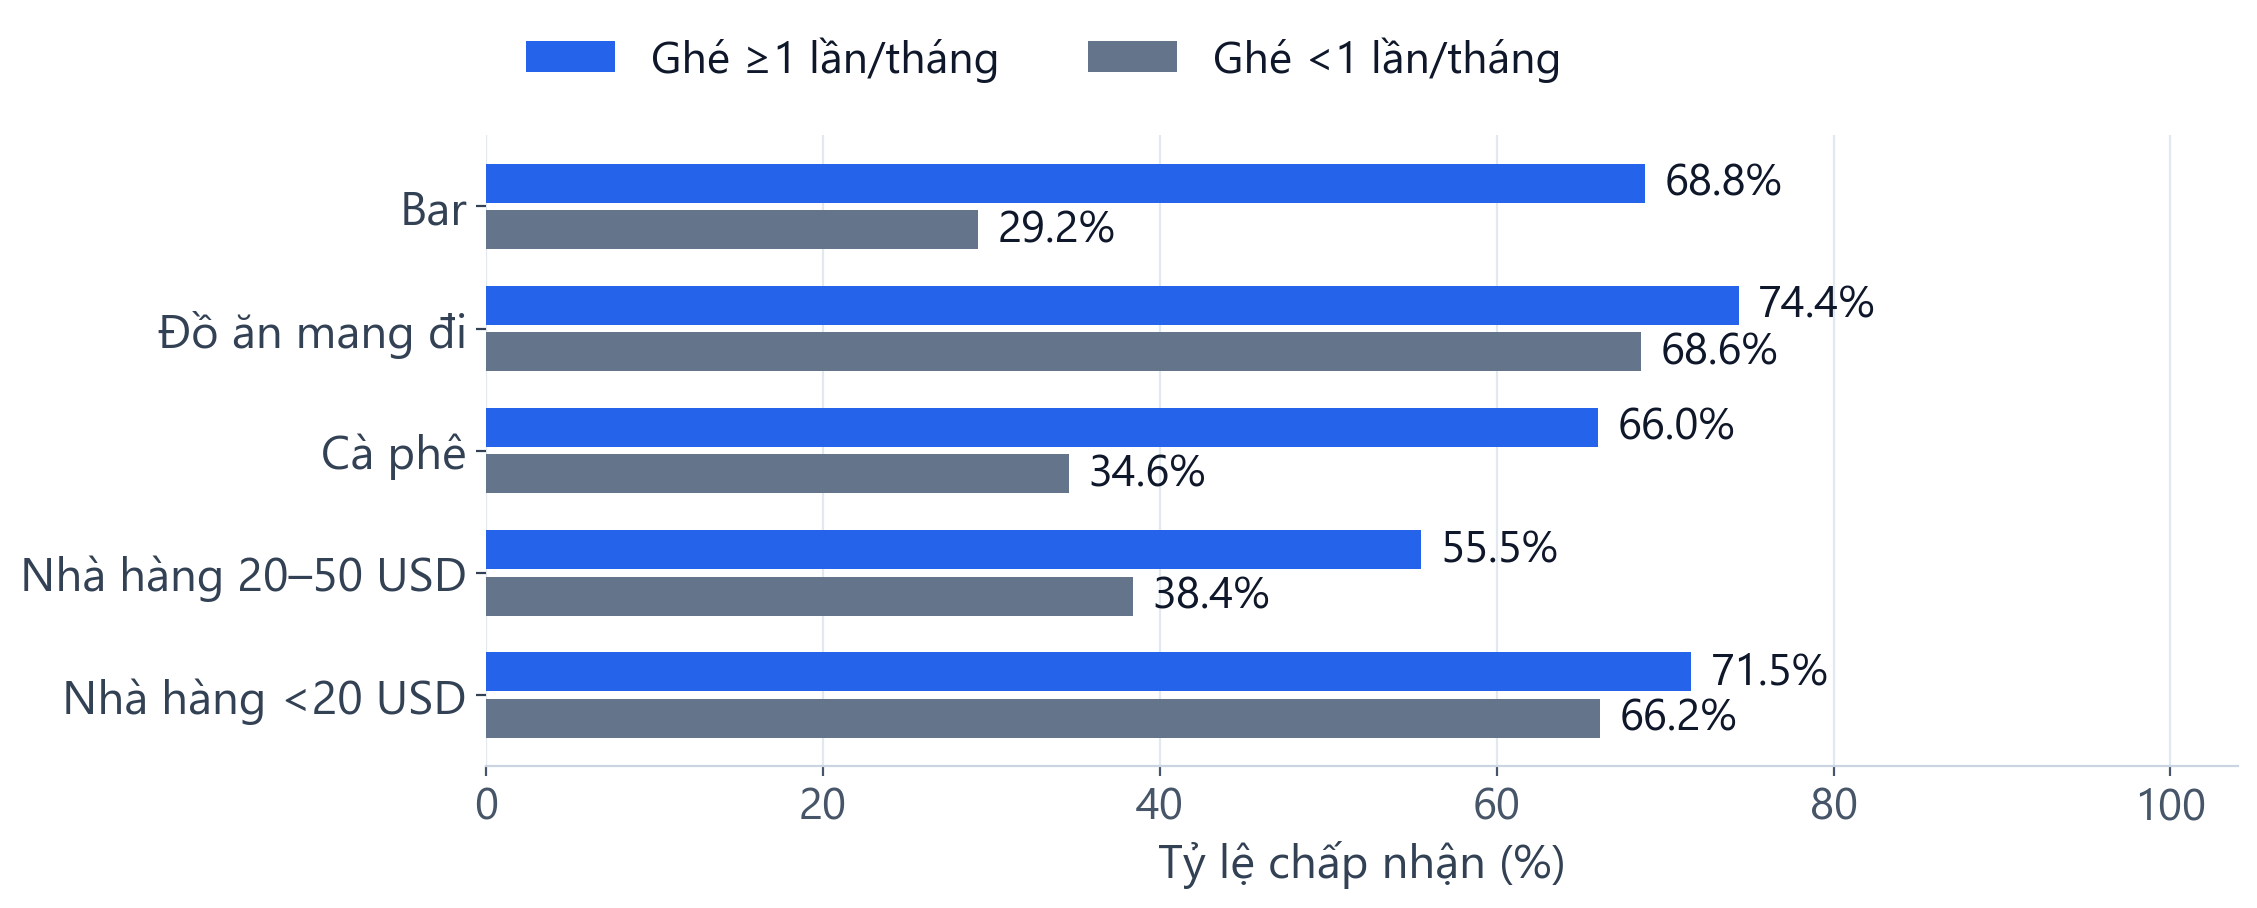 Ghé ≥1 lần/tháng
Ghé <1 lần/tháng
Bar
68.8%
29.2%
Đồ ăn mang đi
74.4%
68.6%
Cà phê
66.0%
34.6%
Nhà hàng 20–50 USD
55.5%
38.4%
Nhà hàng <20 USD
71.5%
66.2%
0 20 40 60 80 100
Tỷ lệ chấp nhận (%)